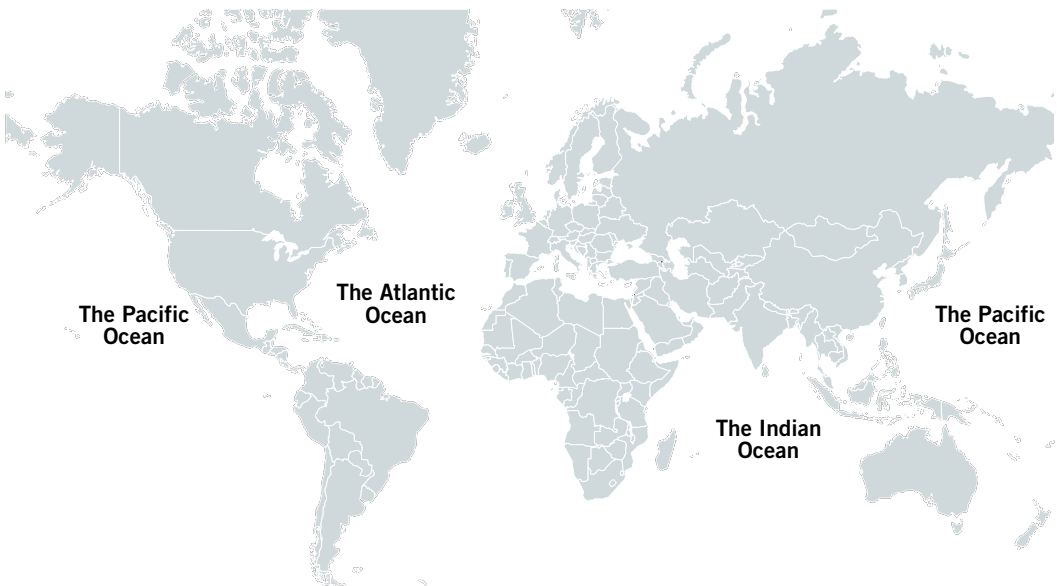 The Pacific
Ocean
The Atlantic
Ocean
The Indian
Ocean
The Pacific
Ocean